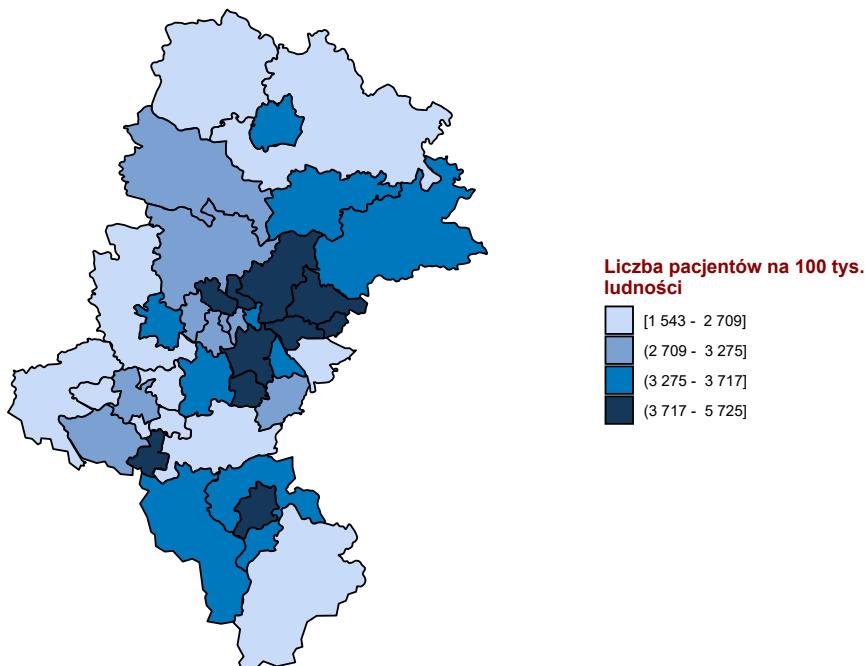 Liczba pacjentów na 100 tys.
ludności
[1 543 - 2 709]
(2 709 - 3 275]
(3 275 - 3 717]
(3 717 - 5 725]